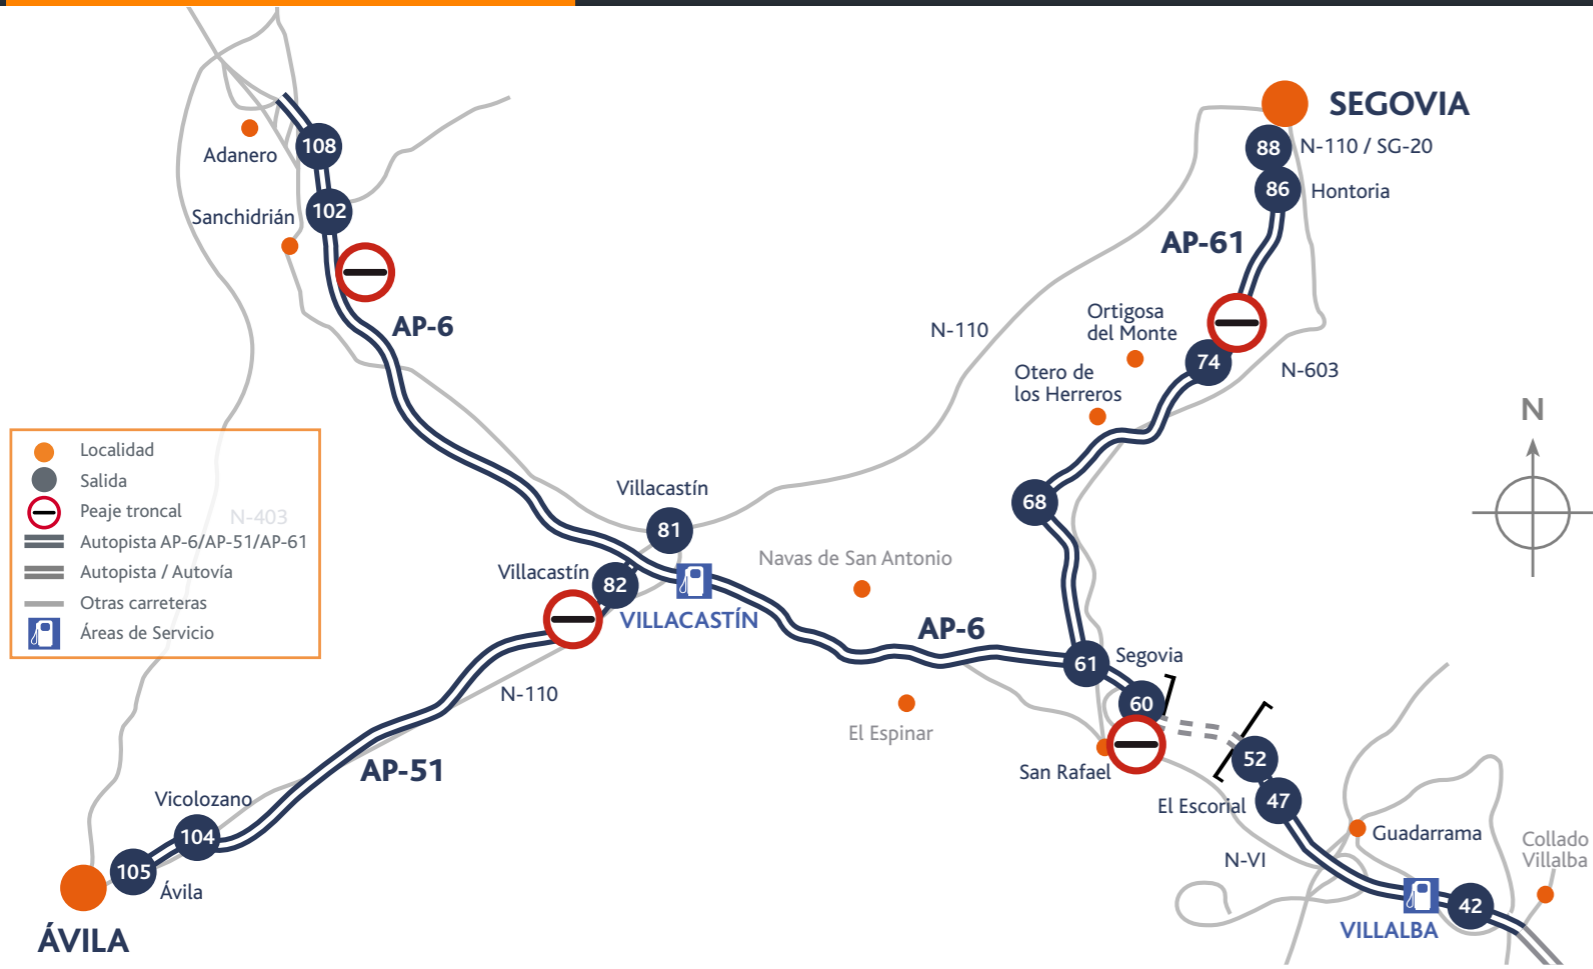 SEGOVIA
108
88
N-110 / SG-20
Adanero
86
Hontoria
102
Sanchidrián
AP-61
AP-6
Ortigosa
del Monte
N-110
74
N-603
Otero de
los Herreros
N
Localidad
Salida
Peaje troncal
N-403
Autopista AP-6/AP-51/AP-61
Autopista / Autovía
Otras carreteras
Áreas de Servicio
Villacastín
68
81
Navas de San Antonio
Villacastín
82
VILLACASTÍN
AP-6
61
Segovia
N-110
60
El Espinar
52
San Rafael
AP-51
El Escorial
47
Vicolozano
104
Guadarrama
Collado
Villalba
N-VI
105
Ávila
42
VILLALBA
ÁVILA